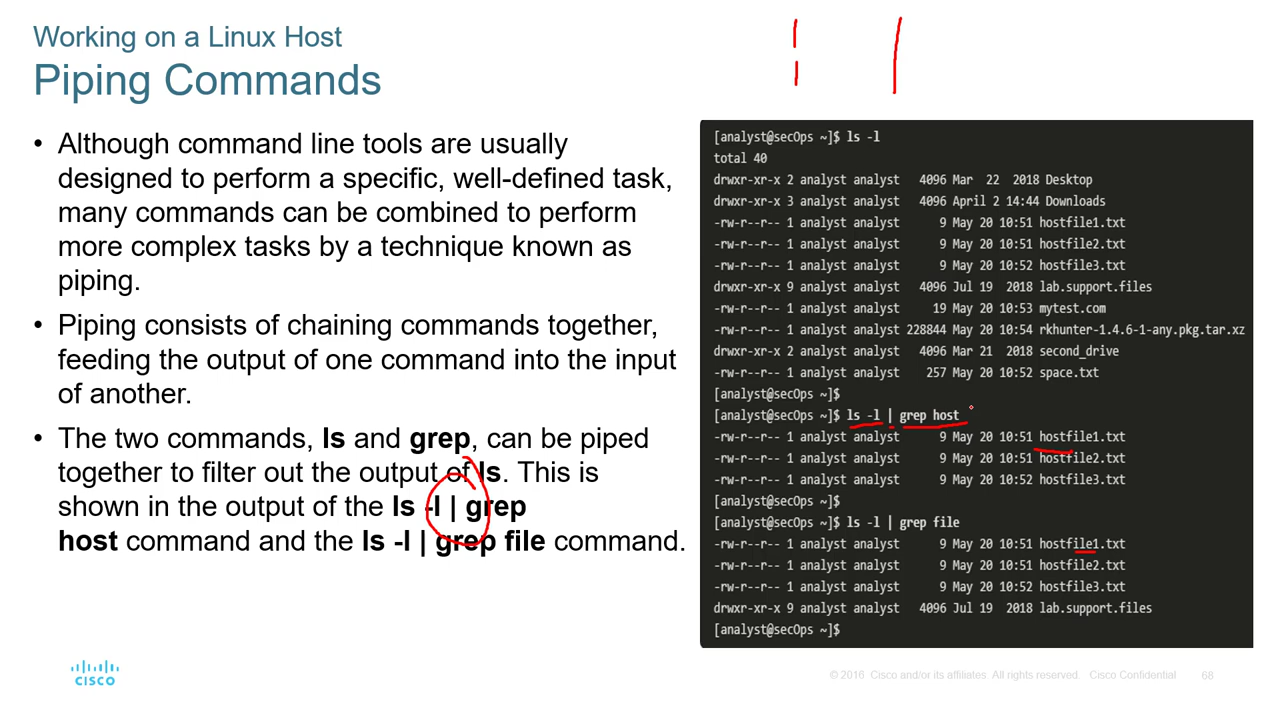 Working on a Linux Host
Piping Commands
• Although command line tools are usually
designed to perform a specific, well-defined task,
many commands can be combined to perform
more complex tasks by a technique known as
piping.
• Piping consists of chaining commands together,
feeding the output of one command into the input
of another.
• The two commands, ls and grep, can be piped
together to filter out the output of ls. This is
shown in the output of the ls -l | grep
host command and the ls -l | grep file command.
[analyst@secOps ~]$ ls -l
total 40
drwxr-xr-x 2 analyst analyst 4096 Mar 22 2018 Desktop
drwxr-xr-x 3 analyst analyst 4096 April 2 14:44 Downloads
-rw-r--r-- 1 analyst analyst 9 May 20 10:51 hostfile1.txt
-rw-r--r-- 1 analyst analyst 9 May 20 10:51 hostfile2.txt
-rw-r--r-- 1 analyst analyst 9 May 20 10:52 hostfile3.txt
drwxr-xr-x 9 analyst analyst 4096 Jul 19 2018 lab.support.files
-rw-r--r-- 1 analyst analyst 19 May 20 10:53 mytest.com
-rw-r--r-- 1 analyst analyst 228844 May 20 10:54 rkhunter-1.4.6-1-any.pkg.tar.xz
drwxr-xr-x 2 analyst analyst 4096 Mar 21 2018 second_drive
-rw-r--r-- 1 analyst analyst 257 May 20 10:52 space.txt
[analyst@secOps ~]$
[analyst@secOps ~]$ ls -l | grep host
-rw-r--r-- 1 analyst analyst 9 May 20 10:51 hostfile1.txt
-rw-r--r-- 1 analyst analyst 9 May 20 10:51 hostfile2.txt
-rw-r--r-- 1 analyst analyst 9 May 20 10:52 hostfile3.txt
[analyst@secOps ~]$
[analyst@secOps ~]$ ls -l | grep file
-rw-r--r-- 1 analyst analyst 9 May 20 10:51 hostfile1.txt
-rw-r--r-- 1 analyst analyst 9 May 20 10:51 hostfile2.txt
-rw-r--r-- 1 analyst analyst 9 May 20 10:52 hostfile3.txt
drwxr-xr-x 9 analyst analyst 4096 Jul 19 2018 lab.support.files
[analyst@secOps ~]$
CISCO
© 2016 Cisco and/or its affiliates. All rights reserved. Cisco Confidential 68